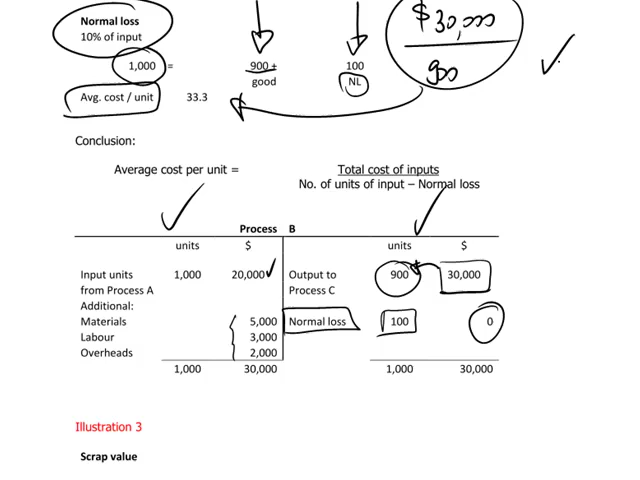 Normal loss
10% of input
$30,000
900
1,000 = 900 + 100
good NL
Avg. cost / unit 33.3
Conclusion:
Average cost per unit = Total cost of inputs
No. of units of input – Normal loss
Process B
units $ units $
Input units 1,000 20,000 Output to 900 30,000
from Process A Process C
Additional:
Materials 5,000 Normal loss 100 0
Labour 3,000
Overheads 2,000
1,000 30,000 1,000 30,000
Illustration 3
Scrap value